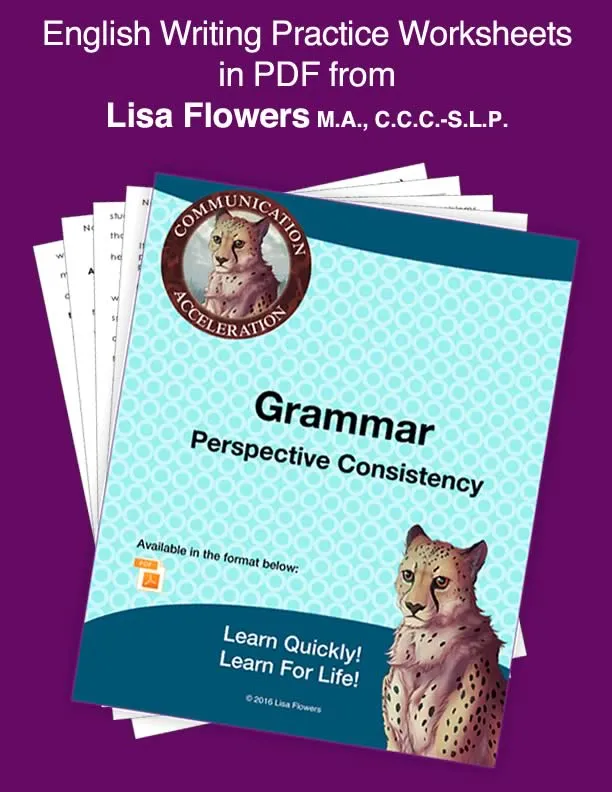 English Writing Practice Worksheets
in PDF from
Lisa Flowers M.A., C.C.C.-S.L.P.
COMMUNICATION
ACCELERATION
Grammar
Perspective Consistency
Available in the format below:
PDF
Learn Quickly!
Learn For Life!
© 2016 Lisa Flowers